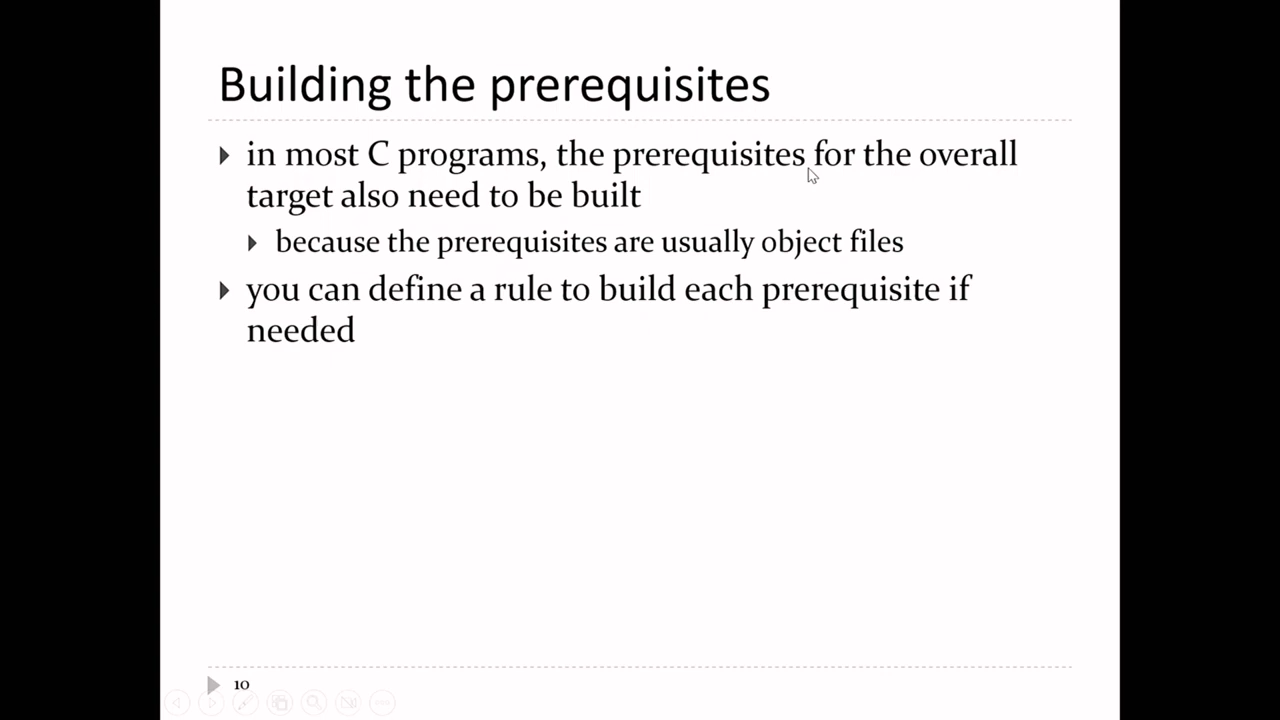 Building the prerequisites
in most C programs, the prerequisites for the overall
target also need to be built
because the prerequisites are usually object files
you can define a rule to build each prerequisite if
needed
10